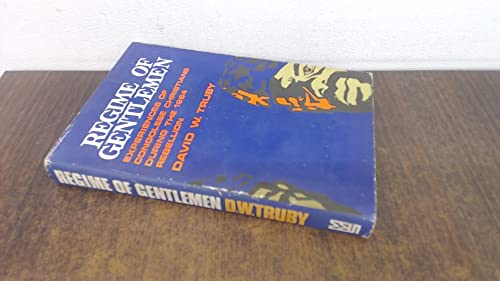 REGIME OF
GENTLEMEN
EXPERIENCES OF
CONGOLESE CHRISTIANS
DURING THE 1964
REBELLION
DAVID W. TRUBY
REGIME OF GENTLEMEN D.W. TRUBY